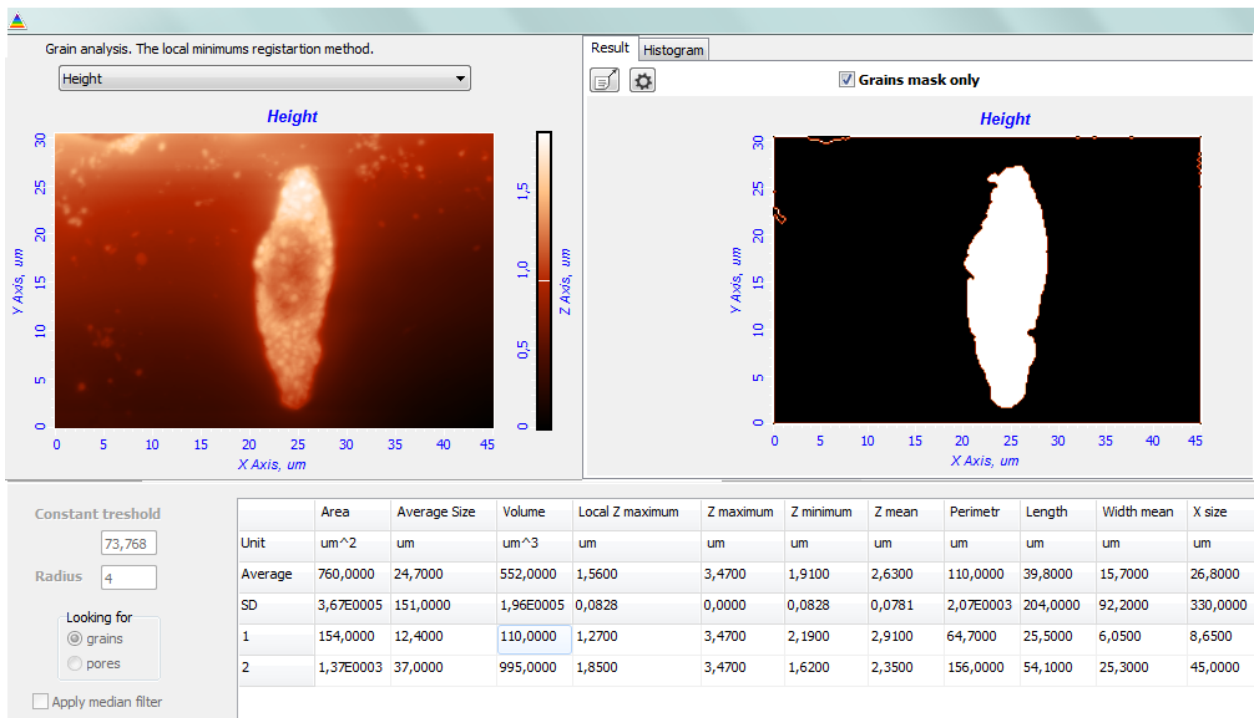 Grain analysis. The local minimums registartion method.
Height
Height
30
25
20
15
10
5
0
Y Axis, um
0 5 10 15 20 25 30 35 40 45
X Axis, um
1,5
1,0
0,5
0
Z Axis, um
Result Histogram
Grains mask only
Height
30
25
20
15
10
5
0
Y Axis, um
0 5 10 15 20 25 30 35 40 45
X Axis, um
Constant treshold
73,768
Radius 4
Looking for
grains
pores
Apply median filter
Area Average Size Volume Local Z maximum Z maximum Z minimum Z mean Perimetr Length Width mean X size
Unit um^2 um um^3 um um um um um um um um
Average 760,0000 24,7000 552,0000 1,5600 3,4700 1,9100 2,6300 110,0000 39,8000 15,7000 26,8000
SD 3,67E0005 151,0000 1,96E0005 0,0828 0,0000 0,0828 0,0781 2,07E0003 204,0000 92,2000 330,0000
1 154,0000 12,4000 110,0000 1,2700 3,4700 2,1900 2,9100 64,7000 25,5000 6,0500 8,6500
2 1,37E0003 37,0000 995,0000 1,8500 3,4700 1,6200 2,3500 156,0000 54,1000 25,3000 45,0000